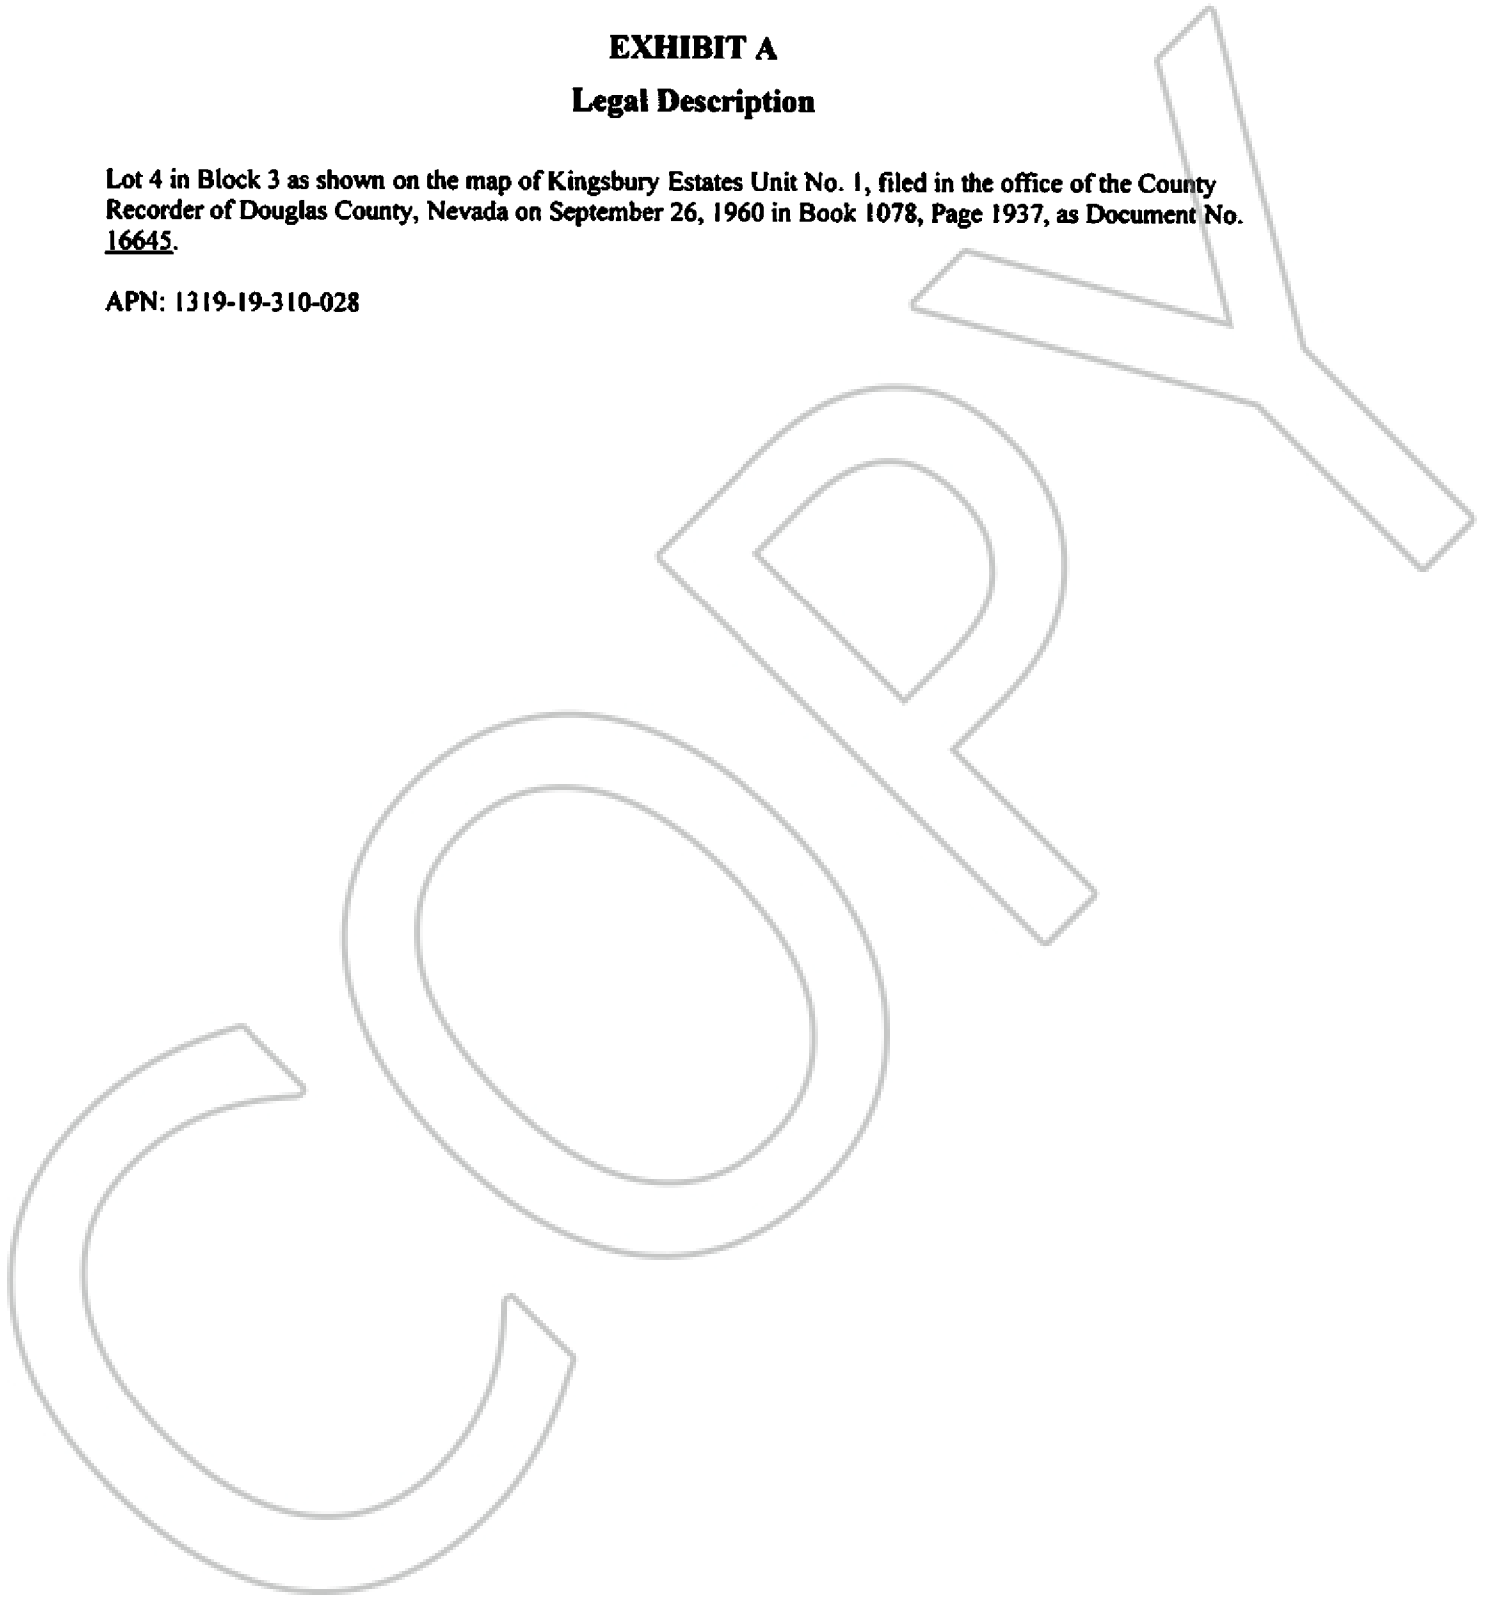 EXHIBIT A
Legal Description
Lot 4 in Block 3 as shown on the map of Kingsbury Estates Unit No. 1, filed in the office of the County
Recorder of Douglas County, Nevada on September 26, 1960 in Book 1078, Page 1937, as Document No.
16645.
APN: 1319-19-310-028
COPY